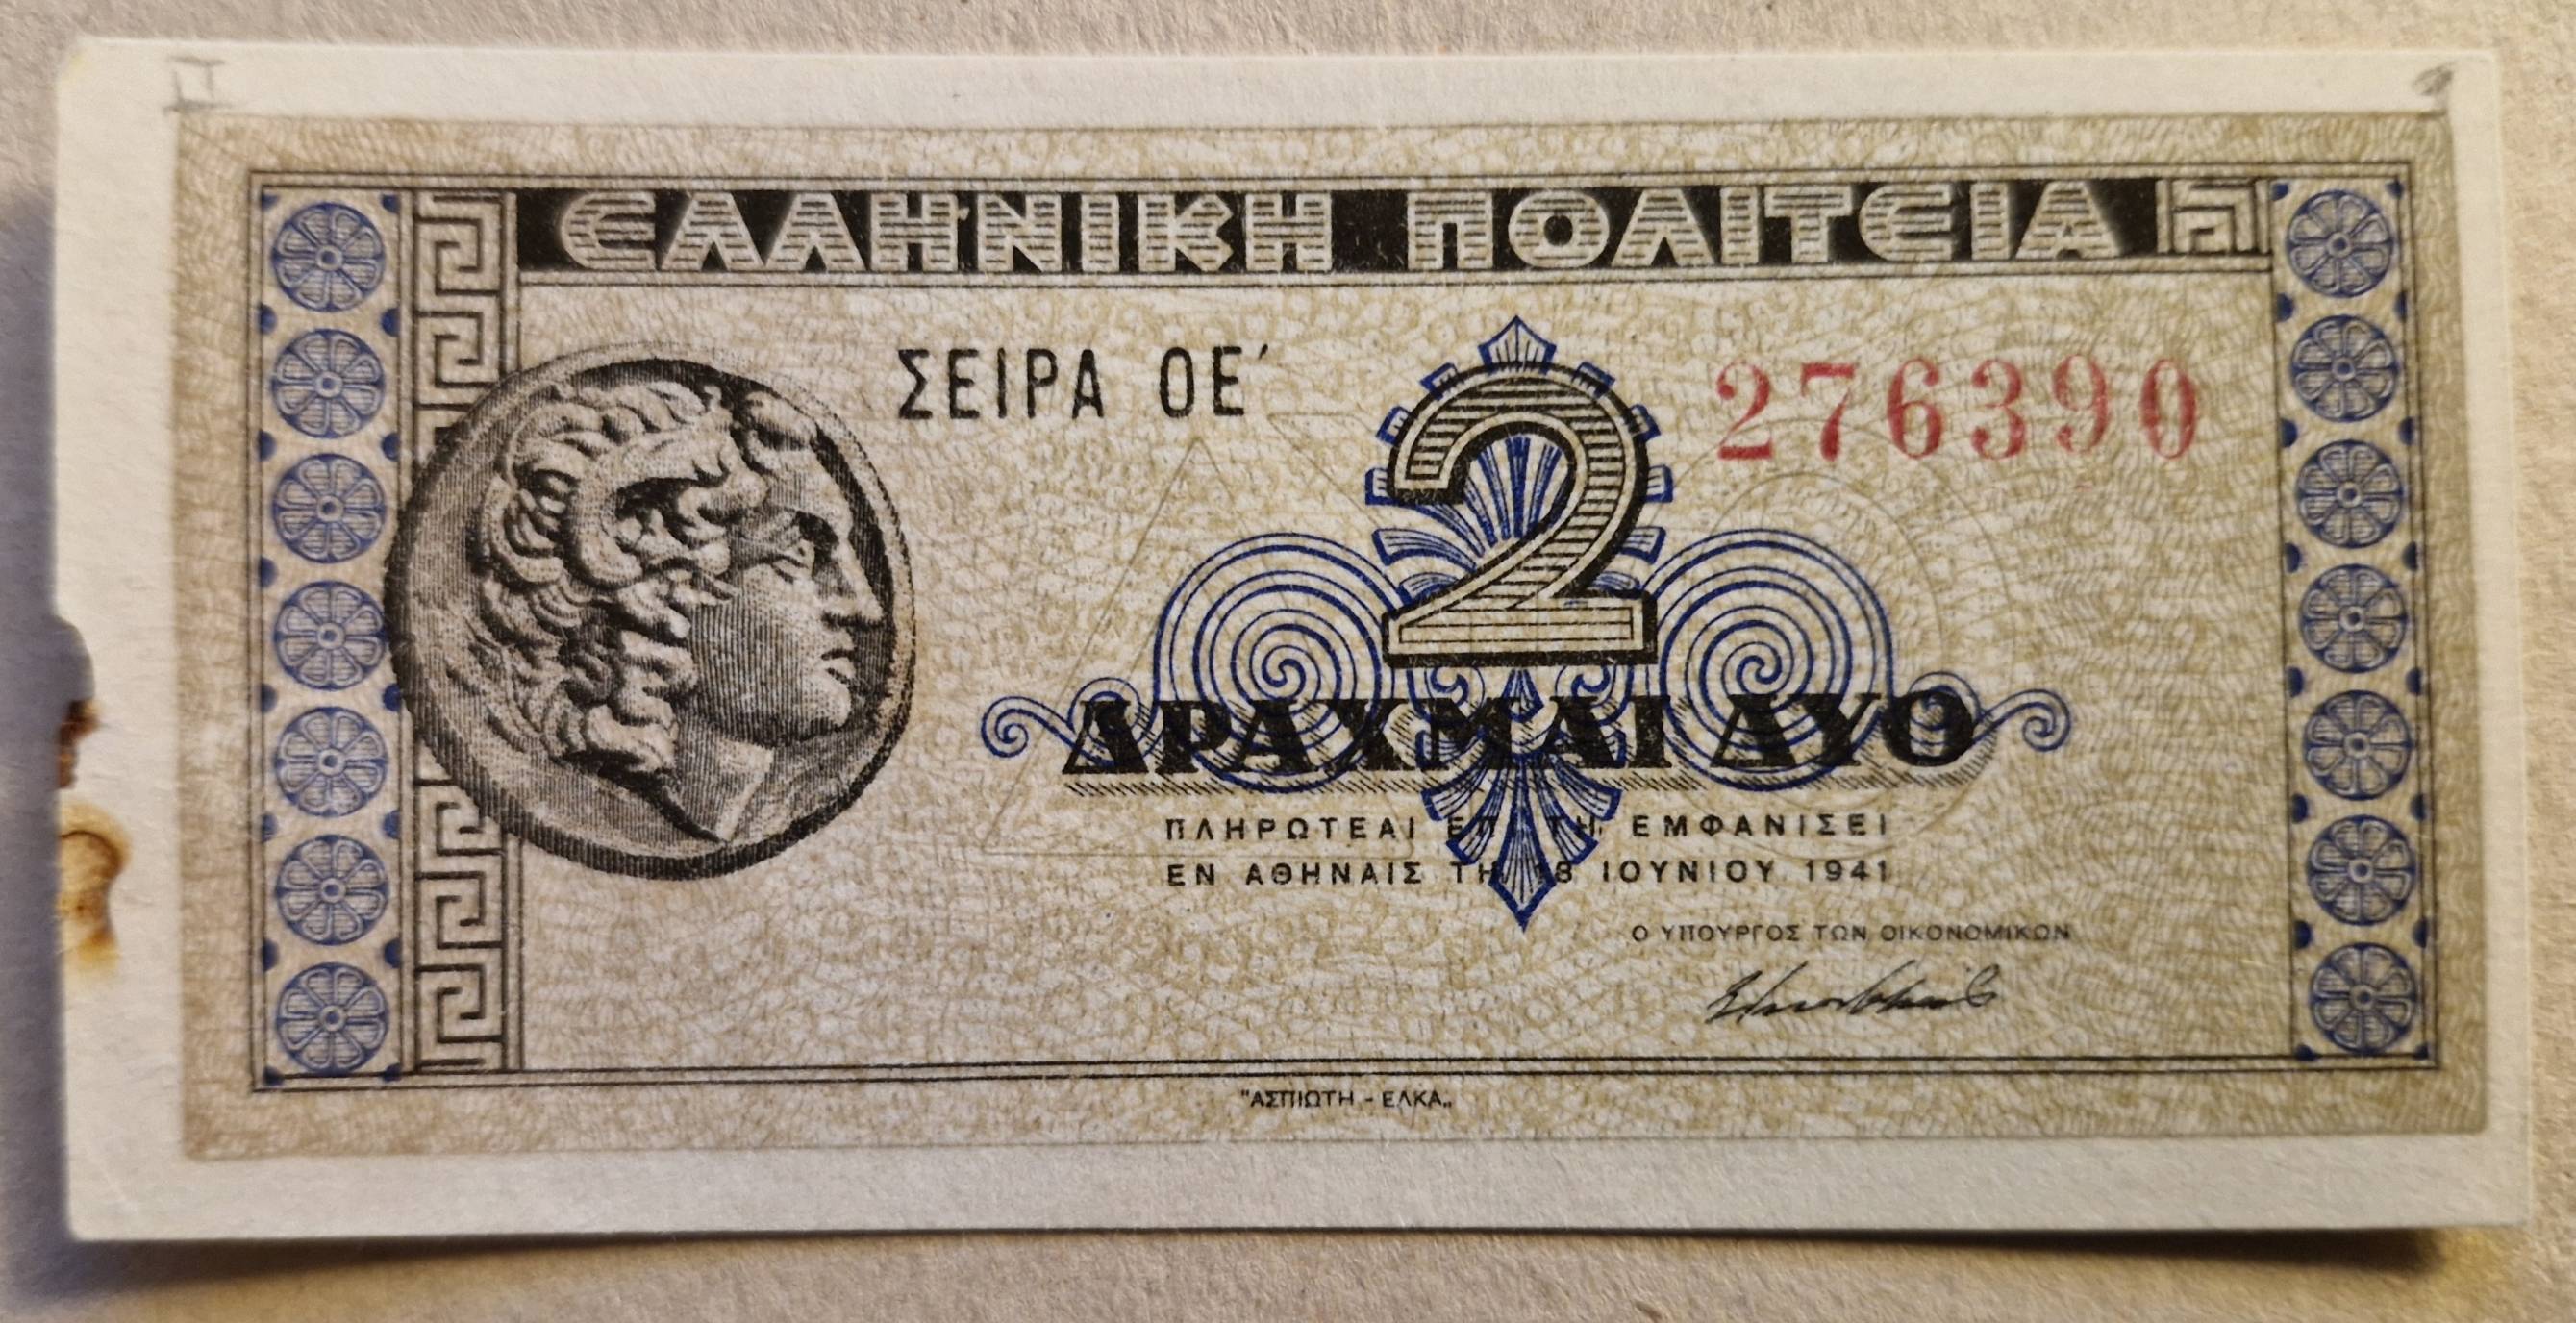 ΕΛΛΗΝΙΚΗ ΠΟΛΙΤΕΙΑ
ΣΕΙΡΑ ΟΕ΄
2
276390
ΔΡΑΧΜΑΙ ΔΥΟ
ΠΛΗΡΩΤΕΑΙ ΕΠΙ ΤΗ ΕΜΦΑΝΙΣΕΙ
ΕΝ ΑΘΗΝΑΙΣ ΤΗ 18 ΙΟΥΝΙΟΥ 1941
Ο ΥΠΟΥΡΓΟΣ ΤΩΝ ΟΙΚΟΝΟΜΙΚΩΝ
"ΑΣΠΙΩΤΗ - ΕΛΚΑ„